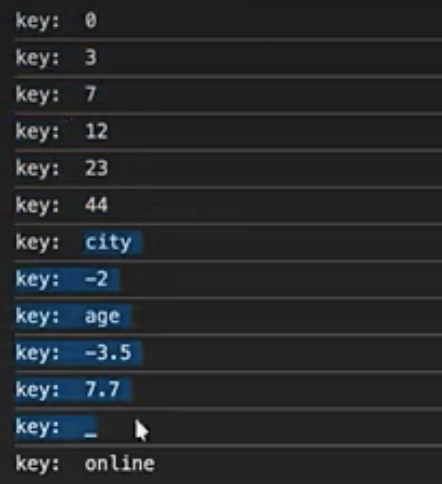 key: 0
key: 3
key: 7
key: 12
key: 23
key: 44
key: city
key: -2
key: age
key: -3.5
key: 7.7
key: _
key: online